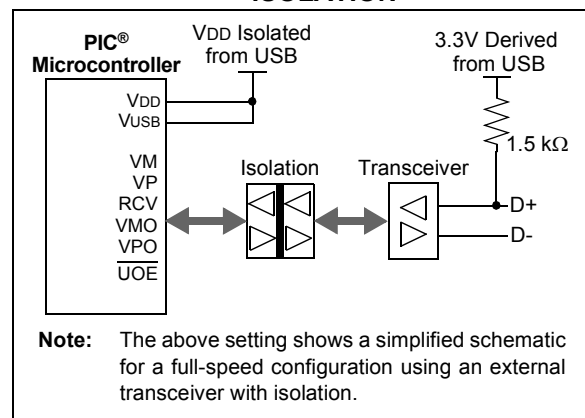 PIC®
Microcontroller
VDD Isolated
from USB
3.3V Derived
from USB
VDD
VUSB
1.5 kΩ
VM
VP
RCV
VMO
VPO
UOE
Isolation
Transceiver
D+
D-
Note: The above setting shows a simplified schematic
for a full-speed configuration using an external
transceiver with isolation.